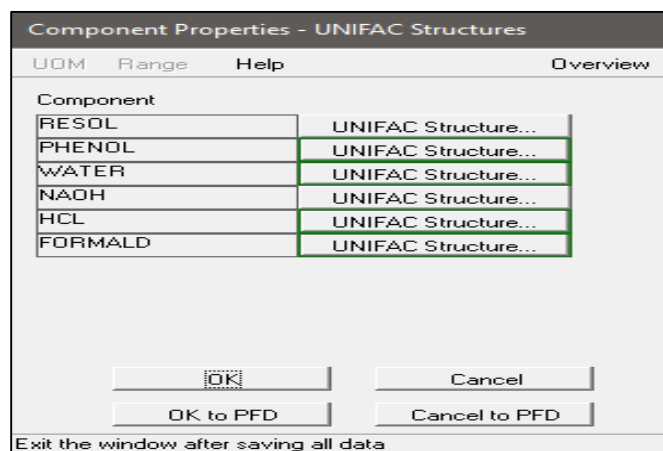 Component Properties - UNIFAC Structures
UOM Range Help Overview
Component
RESOL UNIFAC Structure...
PHENOL UNIFAC Structure...
WATER UNIFAC Structure...
NAOH UNIFAC Structure...
HCL UNIFAC Structure...
FORMALD UNIFAC Structure...
OK Cancel
OK to PFD Cancel to PFD
Exit the window after saving all data